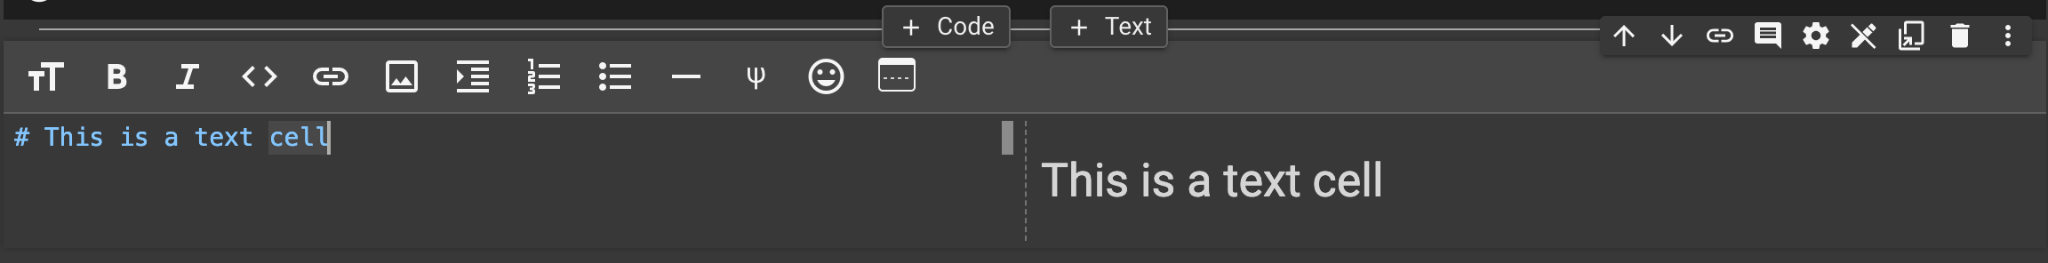 + Code + Text
# This is a text cell
This is a text cell